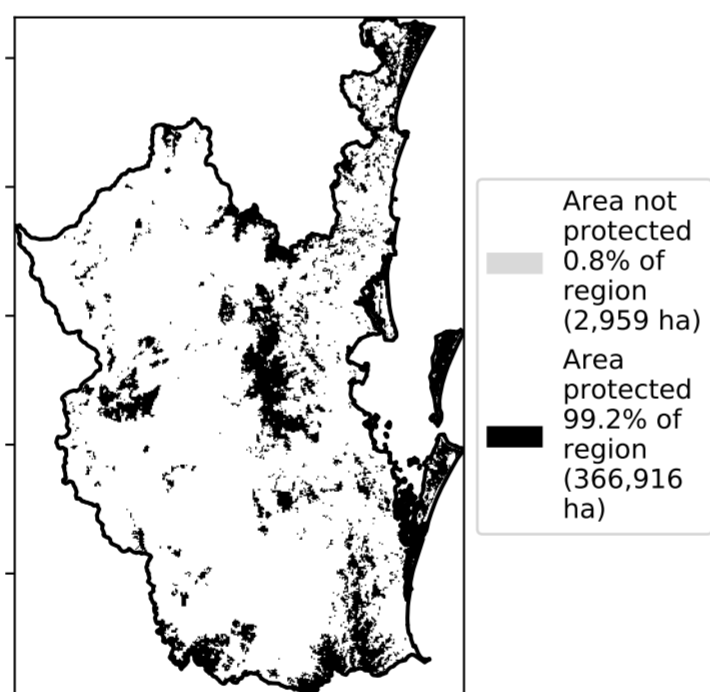 Area not
protected
0.8% of
region
(2,959 ha)
Area
protected
99.2% of
region
(366,916
ha)